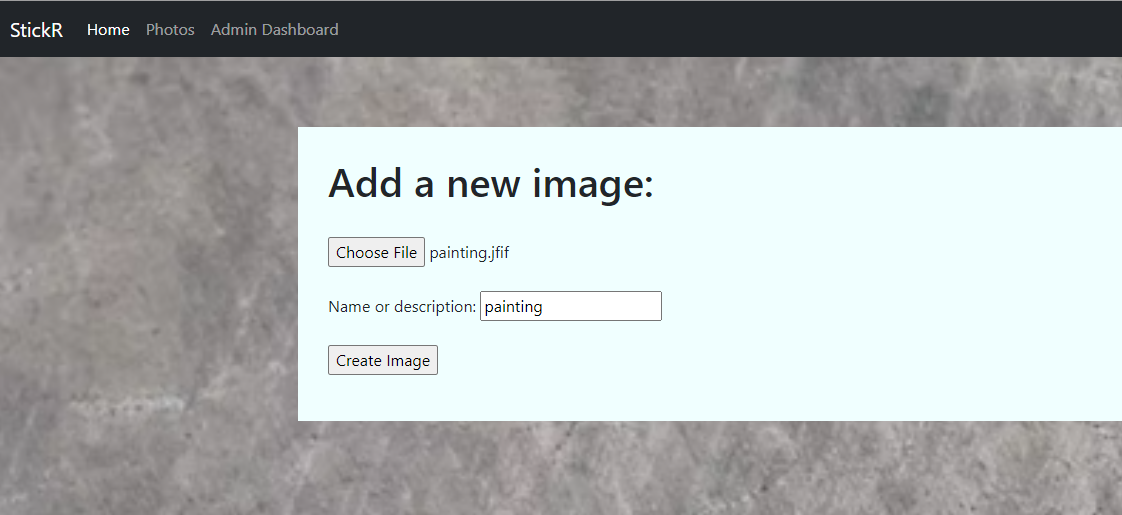 StickR Home Photos Admin Dashboard
Add a new image:
Choose File painting.jfif
Name or description: painting
Create Image